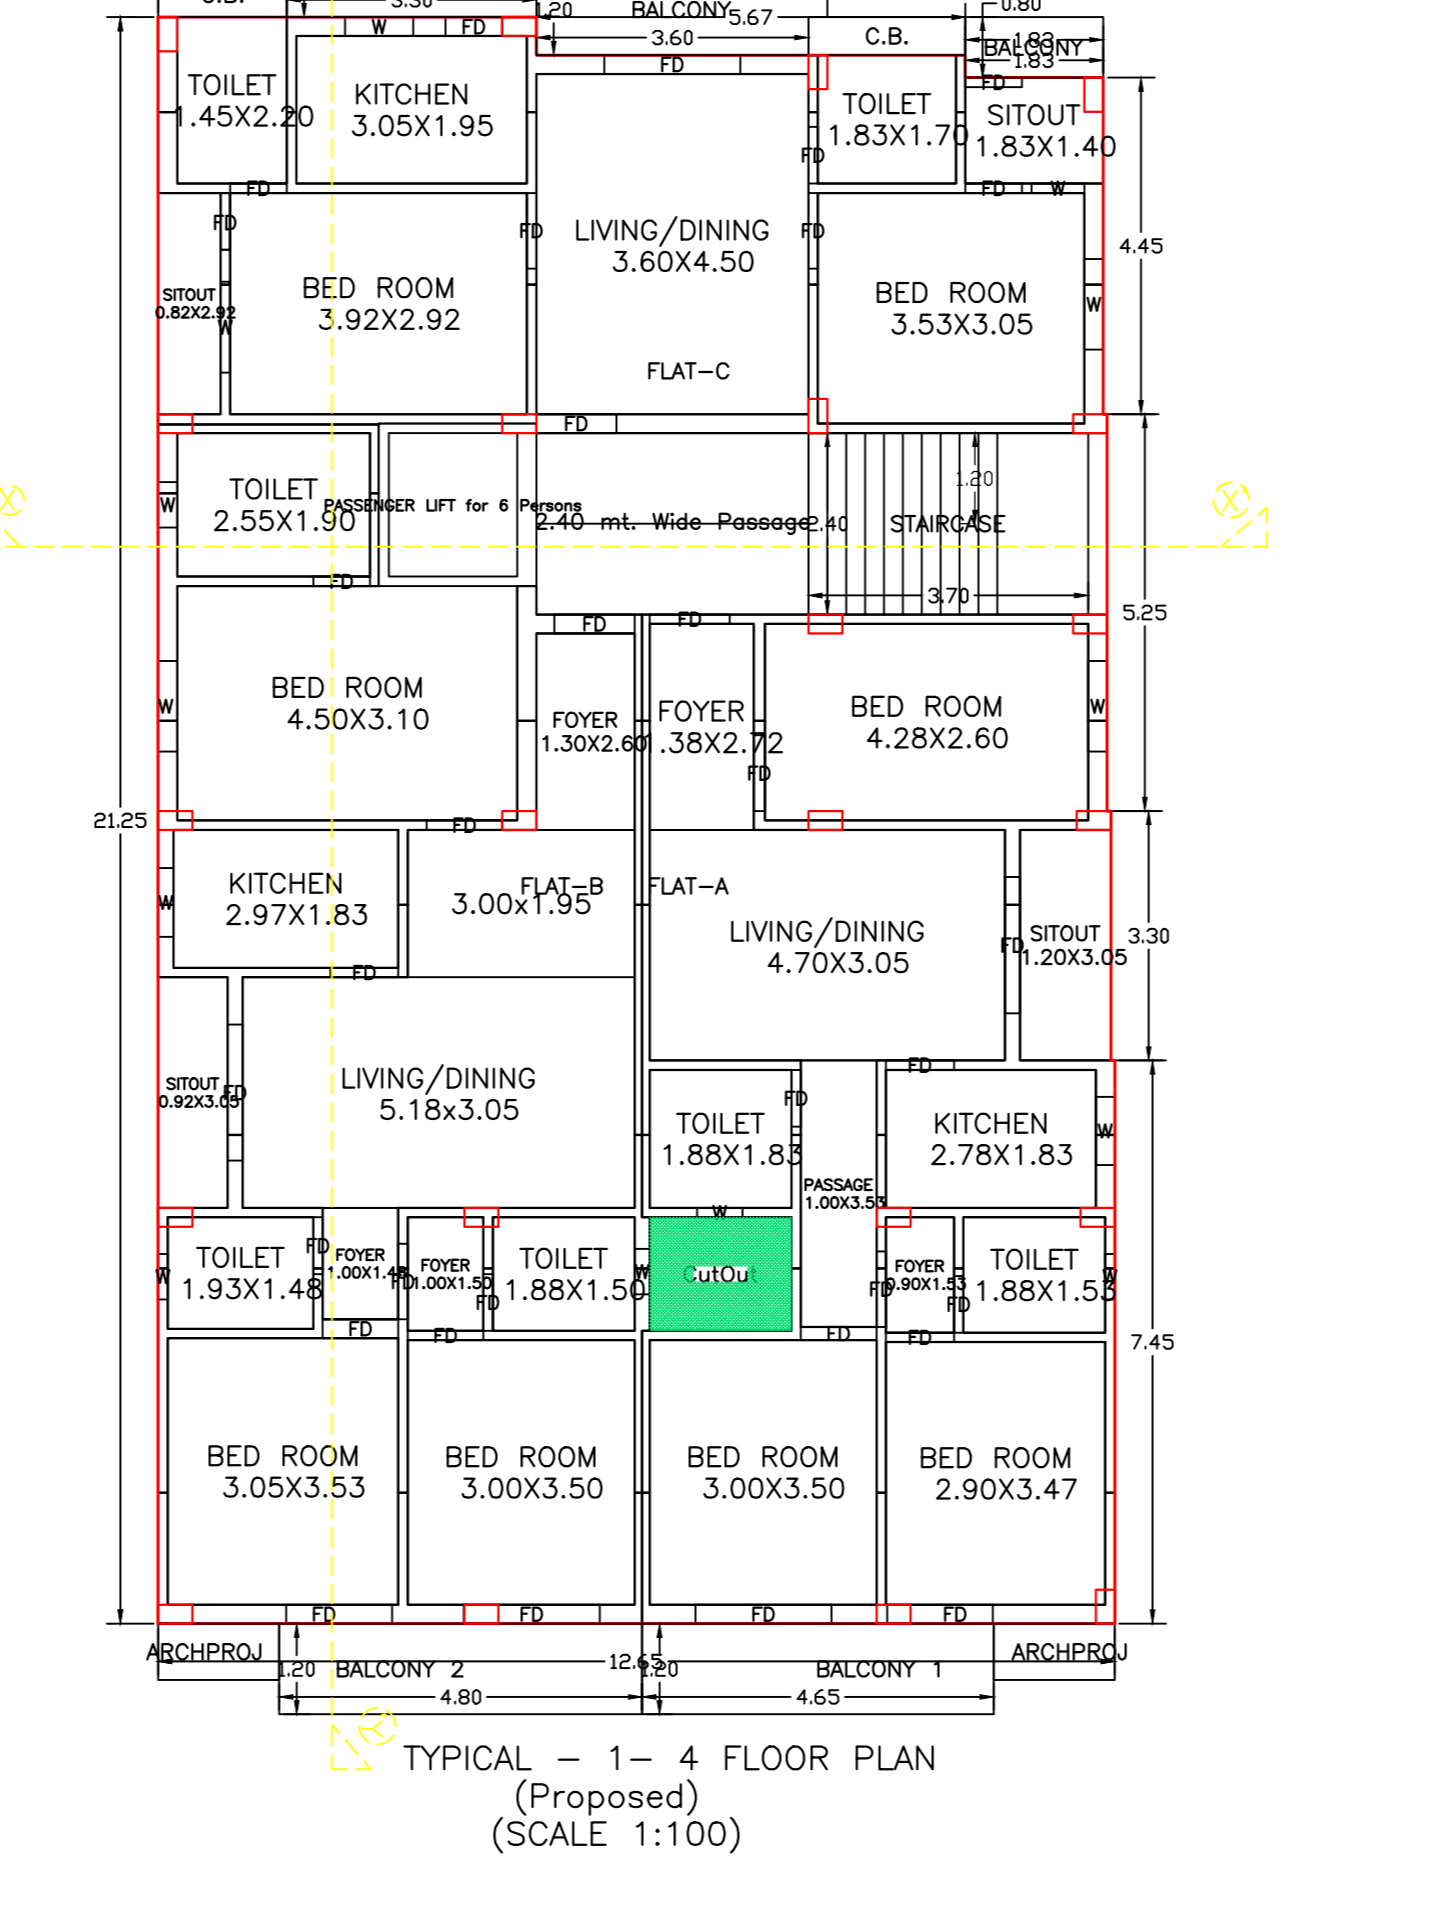 C.B.
3.30
1.20
BALCONY
5.67
0.80
W
FD
3.60
C.B.
1.83
BALCONY
1.83
FD
FD
TOILET
1.45X2.20
KITCHEN
3.05X1.95
TOILET
1.83X1.70
SITOUT
1.83X1.40
FD
FD
FD
W
FD
FD
LIVING/DINING
3.60X4.50
FD
4.45
SITOUT
0.82X2.92
W
BED ROOM
3.92X2.92
BED ROOM
3.53X3.05
W
FLAT-C
FD
TOILET
2.55X1.90
W
PASSENGER LIFT for 6 Persons
2.40 mt. Wide Passage
2.40
STAIRCASE
1.20
X
X
FD
3.70
5.25
FD
FD
BED ROOM
4.50X3.10
W
FOYER
1.30X2.60
FOYER
1.38X2.72
BED ROOM
4.28X2.60
W
FD
21.25
FD
KITCHEN
2.97X1.83
W
FLAT-B
3.00x1.95
FLAT-A
LIVING/DINING
4.70X3.05
FD
SITOUT
1.20X3.05
3.30
FD
FD
SITOUT
0.92X3.05
FD
LIVING/DINING
5.18x3.05
TOILET
1.88X1.83
FD
KITCHEN
2.78X1.83
W
PASSAGE
1.00X3.53
W
TOILET
1.93X1.48
W
FD
FOYER
1.00X1.48
FD
FOYER
1.00X1.50
FD
TOILET
1.88X1.50
W
CutOut
FD
FOYER
0.90X1.53
FD
TOILET
1.88X1.53
W
FD
FD
FD
FD
7.45
BED ROOM
3.05X3.53
BED ROOM
3.00X3.50
BED ROOM
3.00X3.50
BED ROOM
2.90X3.47
FD
FD
FD
FD
ARCHPROJ
1.20
BALCONY 2
12.65
1.20
BALCONY 1
ARCHPROJ
4.80
4.65
Y
TYPICAL - 1- 4 FLOOR PLAN
(Proposed)
(SCALE 1:100)